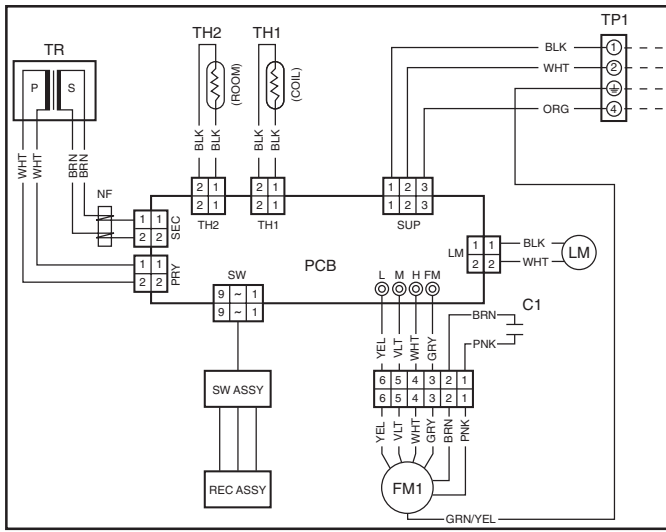 TP1
TR
TH2
TH1
BLK
1
P
S
(ROOM)
(COIL)
WHT
2
ORG
4
BLK
BLK
BLK
BLK
WHT
WHT
BRN
BRN
NF
2 1
2 1
TH2
2 1
2 1
TH1
1 2 3
1 2 3
SUP
1 1
2 2
SEC
1 1
2 2
PRY
PCB
LM
1 1
2 2
BLK
WHT
LM
SW
9 ~ 1
9 ~ 1
L M H FM
C1
BRN
PNK
YEL
VLT
WHT
GRY
6 5 4 3 2 1
6 5 4 3 2 1
SW ASSY
YEL
VLT
WHT
GRY
BRN
PNK
REC ASSY
FM1
GRN/YEL